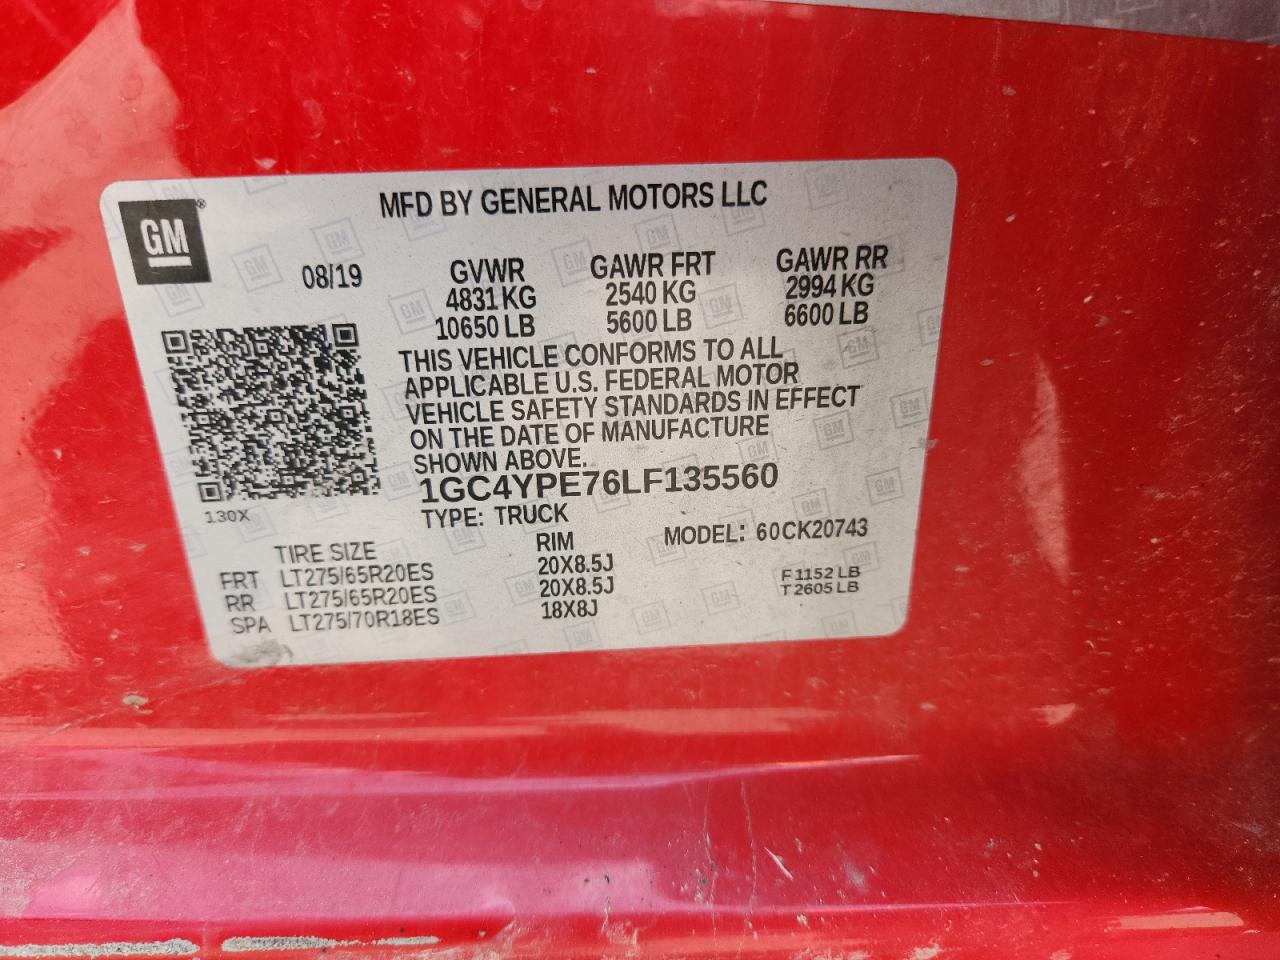 GM®
MFD BY GENERAL MOTORS LLC
08/19
GVWR
4831 KG
10650 LB
GAWR FRT
2540 KG
5600 LB
GAWR RR
2994 KG
6600 LB
THIS VEHICLE CONFORMS TO ALL
APPLICABLE U.S. FEDERAL MOTOR
VEHICLE SAFETY STANDARDS IN EFFECT
ON THE DATE OF MANUFACTURE
SHOWN ABOVE.
1GC4YPE76LF135560
130X
TYPE: TRUCK
MODEL: 60CK20743
TIRE SIZE RIM
FRT LT275/65R20ES 20X8.5J
RR LT275/65R20ES 20X8.5J
SPA LT275/70R18ES 18X8J
F 1152 LB
T 2605 LB